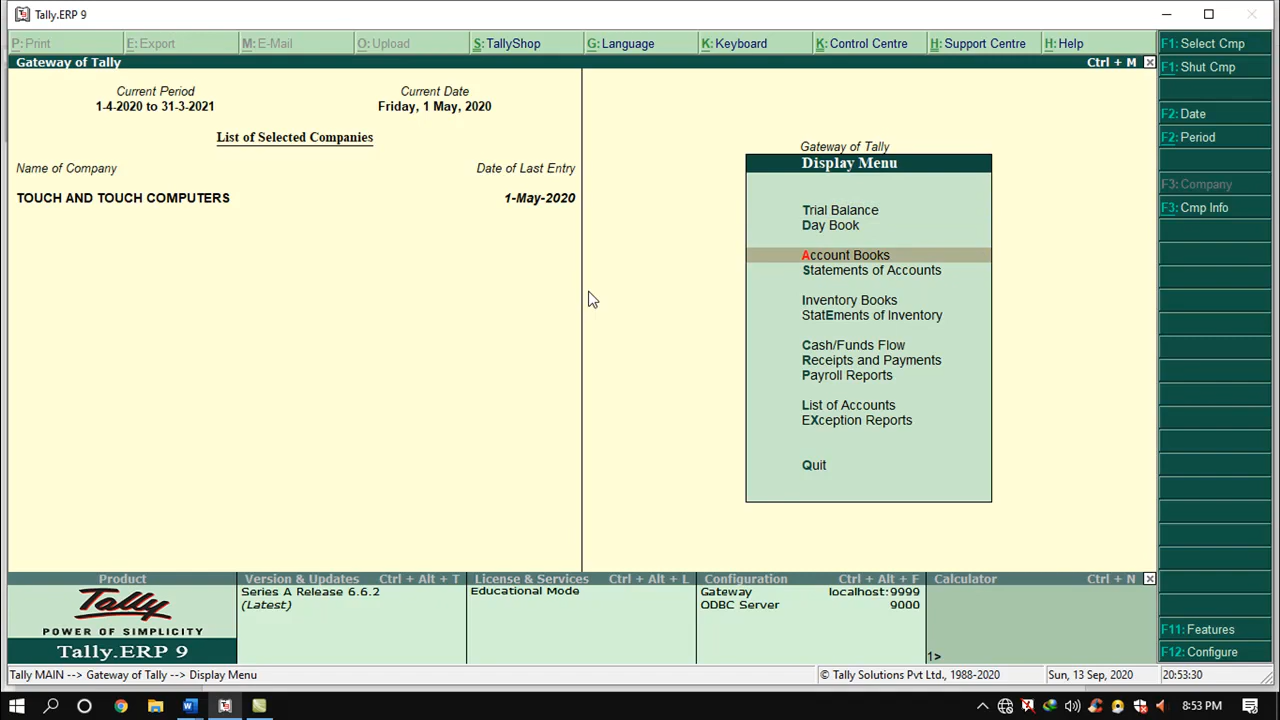 Tally.ERP 9
P: Print
E: Export
M: E-Mail
O: Upload
S: TallyShop
G: Language
K: Keyboard
K: Control Centre
H: Support Centre
H: Help
F1: Select Cmp
Gateway of Tally
Ctrl + M
F1: Shut Cmp
Current Period
1-4-2020 to 31-3-2021
Current Date
Friday, 1 May, 2020
F2: Date
F2: Period
List of Selected Companies
Name of Company
Date of Last Entry
F3: Company
TOUCH AND TOUCH COMPUTERS
1-May-2020
F3: Cmp Info
Gateway of Tally
Display Menu
Trial Balance
Day Book
Account Books
Statements of Accounts
Inventory Books
StatEments of Inventory
Cash/Funds Flow
Receipts and Payments
Payroll Reports
List of Accounts
EXception Reports
Quit
Product
Tally
POWER OF SIMPLICITY
Tally.ERP 9
Version & Updates
Ctrl + Alt + T
Series A Release 6.6.2
(Latest)
License & Services
Ctrl + Alt + L
Educational Mode
Configuration
Ctrl + Alt + F
Gateway
localhost:9999
ODBC Server
9000
Calculator
Ctrl + N
1>
F11: Features
F12: Configure
Tally MAIN --> Gateway of Tally --> Display Menu
© Tally Solutions Pvt Ltd., 1988-2020
Sun, 13 Sep, 2020
20:53:30
8:53 PM